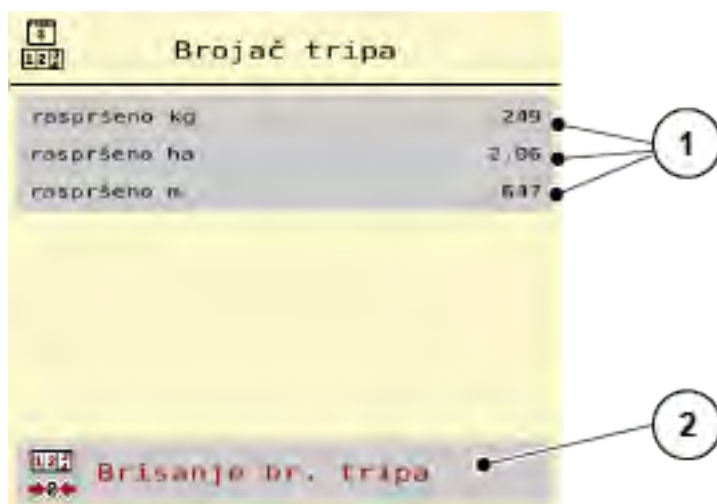 Brojač tripa
raspršeno kg 249
raspršeno ha 2,06
raspršeno m 647
1
Brisanje br. tripa
2